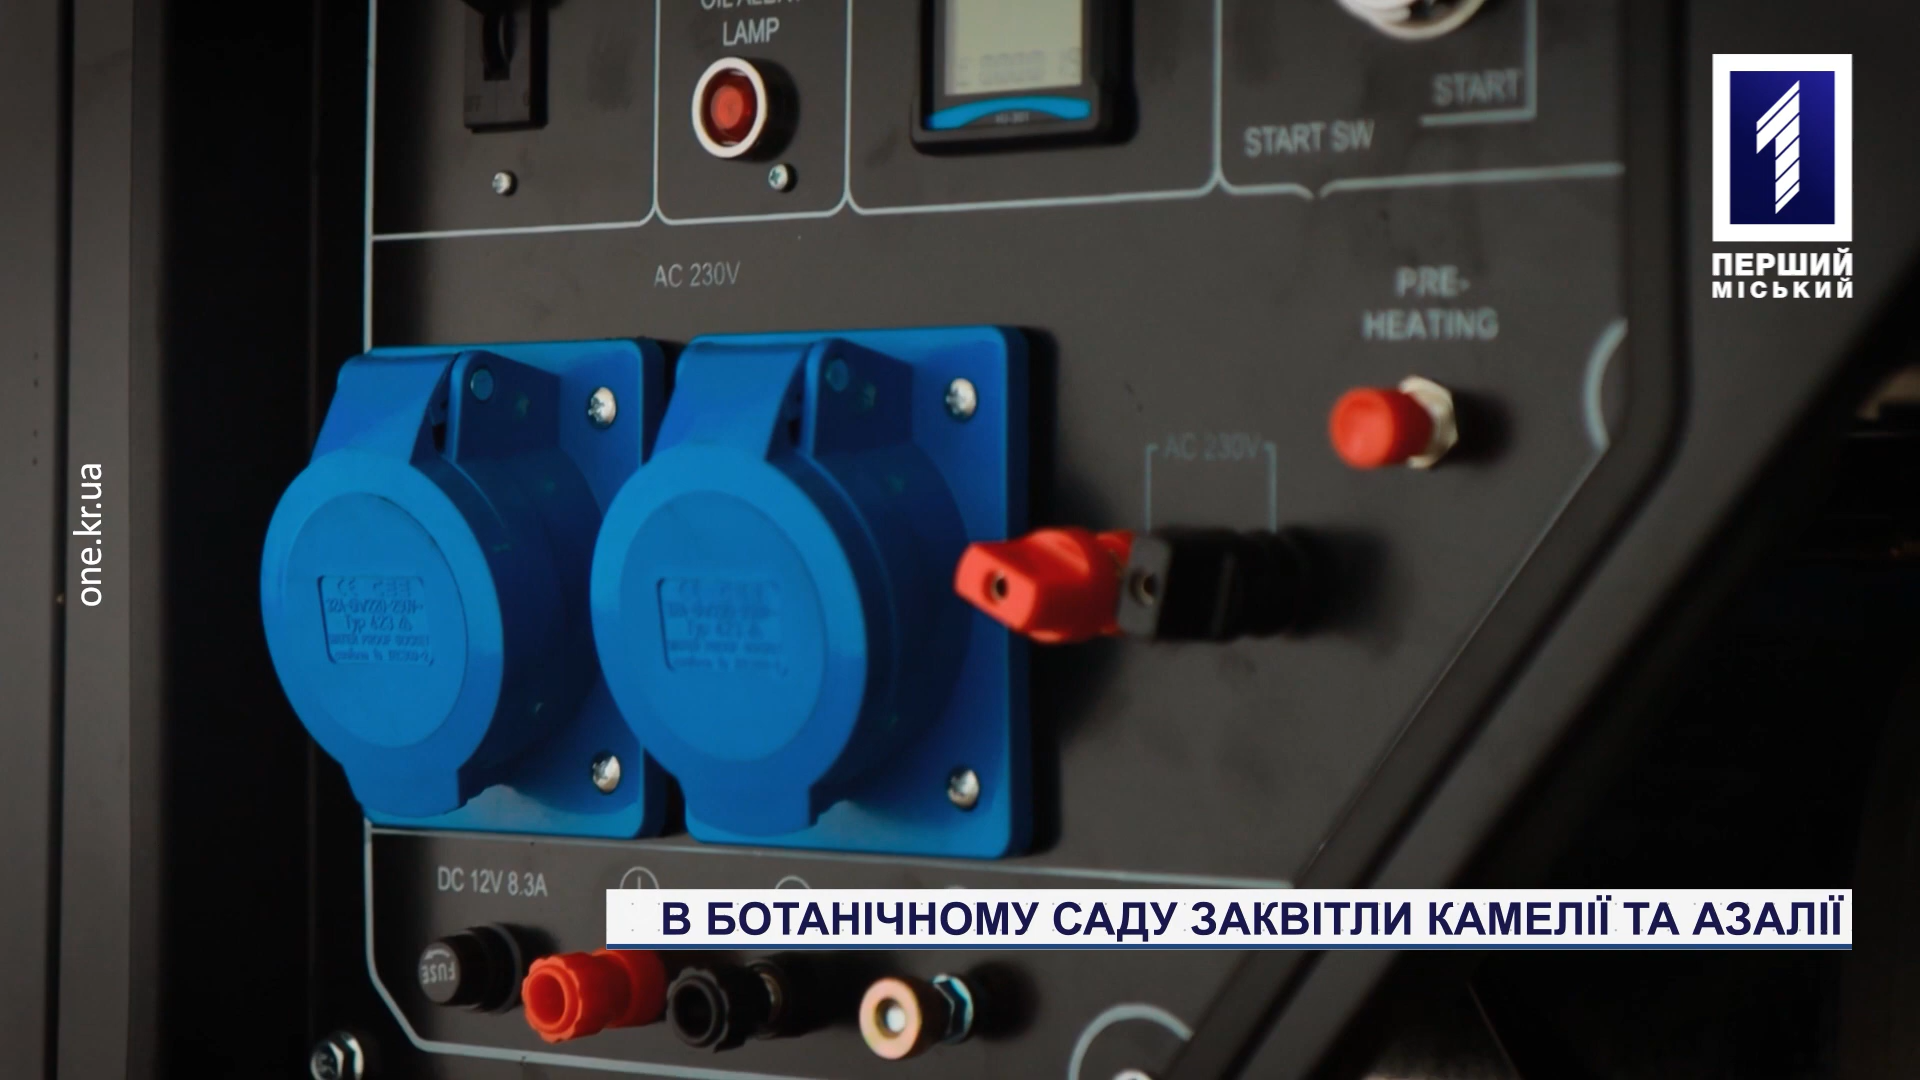 LAMP
START
START SW
AC 230V
PRE-
HEATING
AC 230V
DC 12V 8.3A
FUSE
ПЕРШИЙ
МІСЬКИЙ
one.kr.ua
В БОТАНІЧНОМУ САДУ ЗАКВІТЛИ КАМЕЛІЇ ТА АЗАЛІЇ